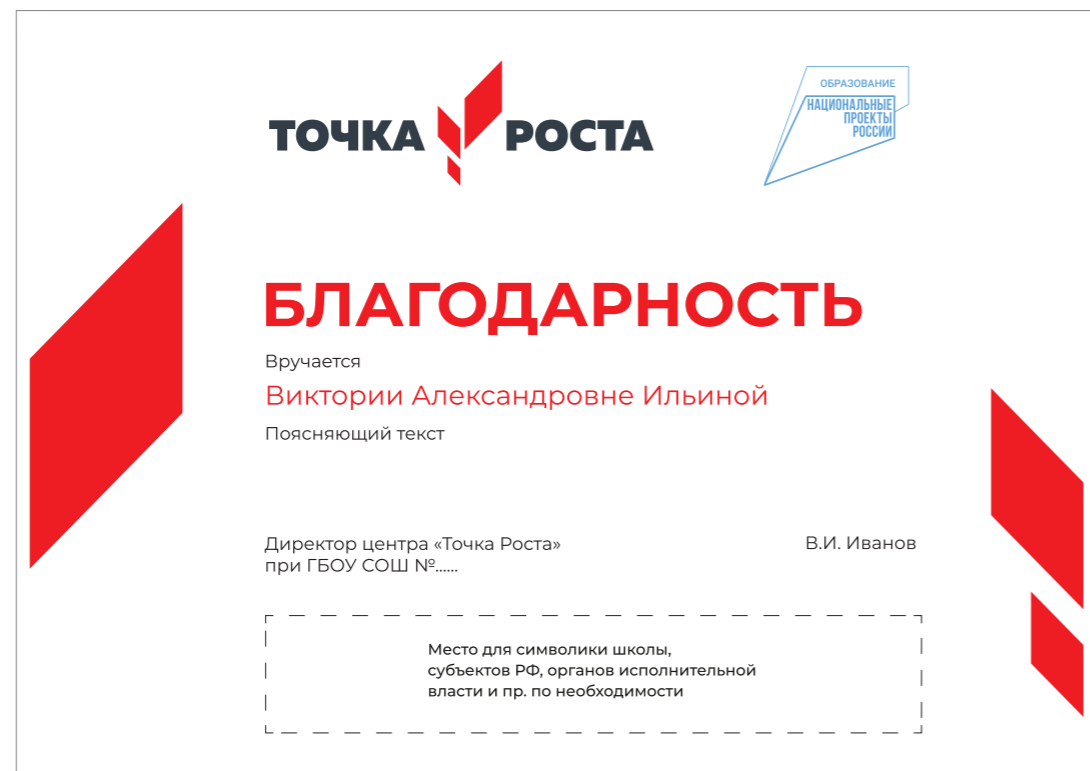 ТОЧКА РОСТА
ОБРАЗОВАНИЕ
НАЦИОНАЛЬНЫЕ
ПРОЕКТЫ
РОССИИ
БЛАГОДАРНОСТЬ
Вручается
Виктории Александровне Ильиной
Поясняющий текст
Директор центра «Точка Роста»
при ГБОУ СОШ №......
В.И. Иванов
Место для символики школы,
субъектов РФ, органов исполнительной
власти и пр. по необходимости